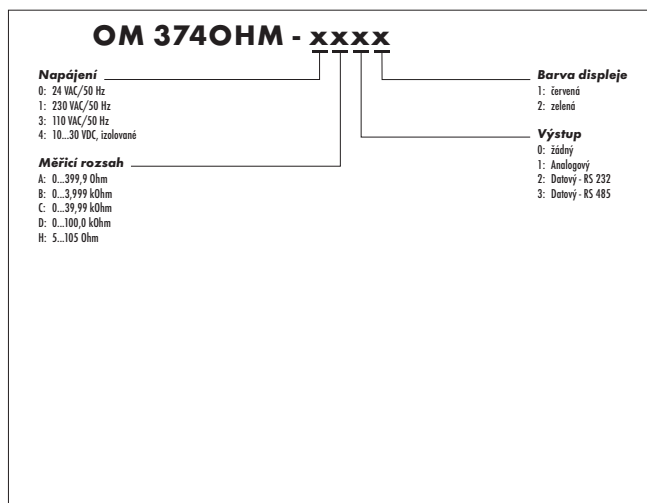 OM 374OHM - xxxx
Napájení
0: 24 VAC/50 Hz
1: 230 VAC/50 Hz
3: 110 VAC/50 Hz
4: 10...30 VDC, izolované
Měřicí rozsah
A: 0...399,9 Ohm
B: 0...3,999 kOhm
C: 0...39,99 kOhm
D: 0...100,0 kOhm
H: 5...105 Ohm
Barva displeje
1: červená
2: zelená
Výstup
0: žádný
1: Analogový
2: Datový - RS 232
3: Datový - RS 485